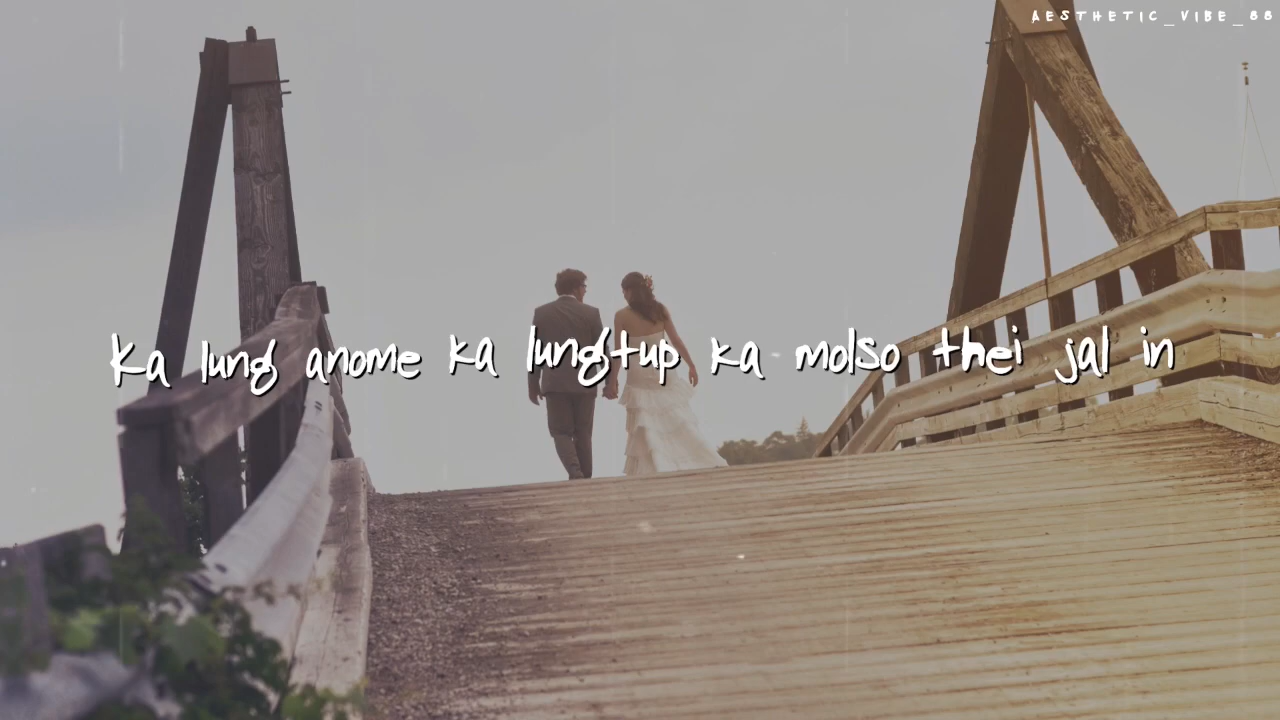 AESTHETIC_VIBE_88
ka lung anome ka lungtup ka molso thei jal in